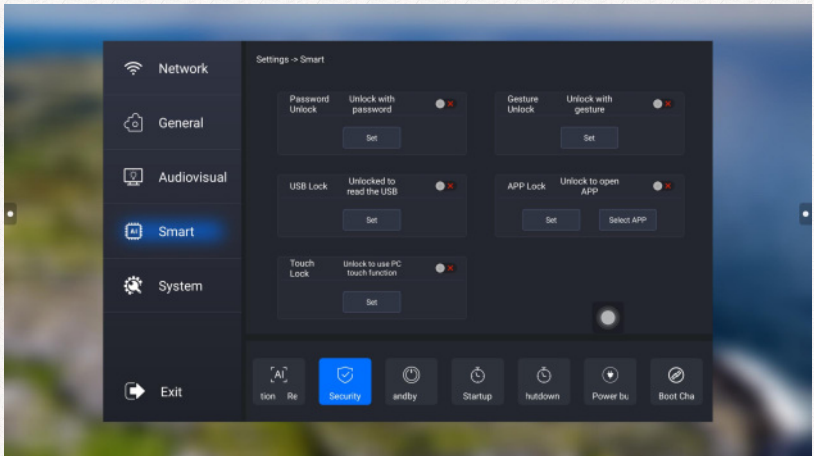 Network
General
Audiovisual
Smart
System
Exit
Settings -> Smart
Password
Unlock
Unlock with
password
Set
Gesture
Unlock
Unlock with
gesture
Set
USB Lock
Unlocked to
read the USB
Set
APP Lock
Unlock to open
APP
Set
Select APP
Touch
Lock
Unlock to use PC
touch function
Set
AI
tion Re
Security
andby
Startup
hutdown
Power bu
Boot Cha